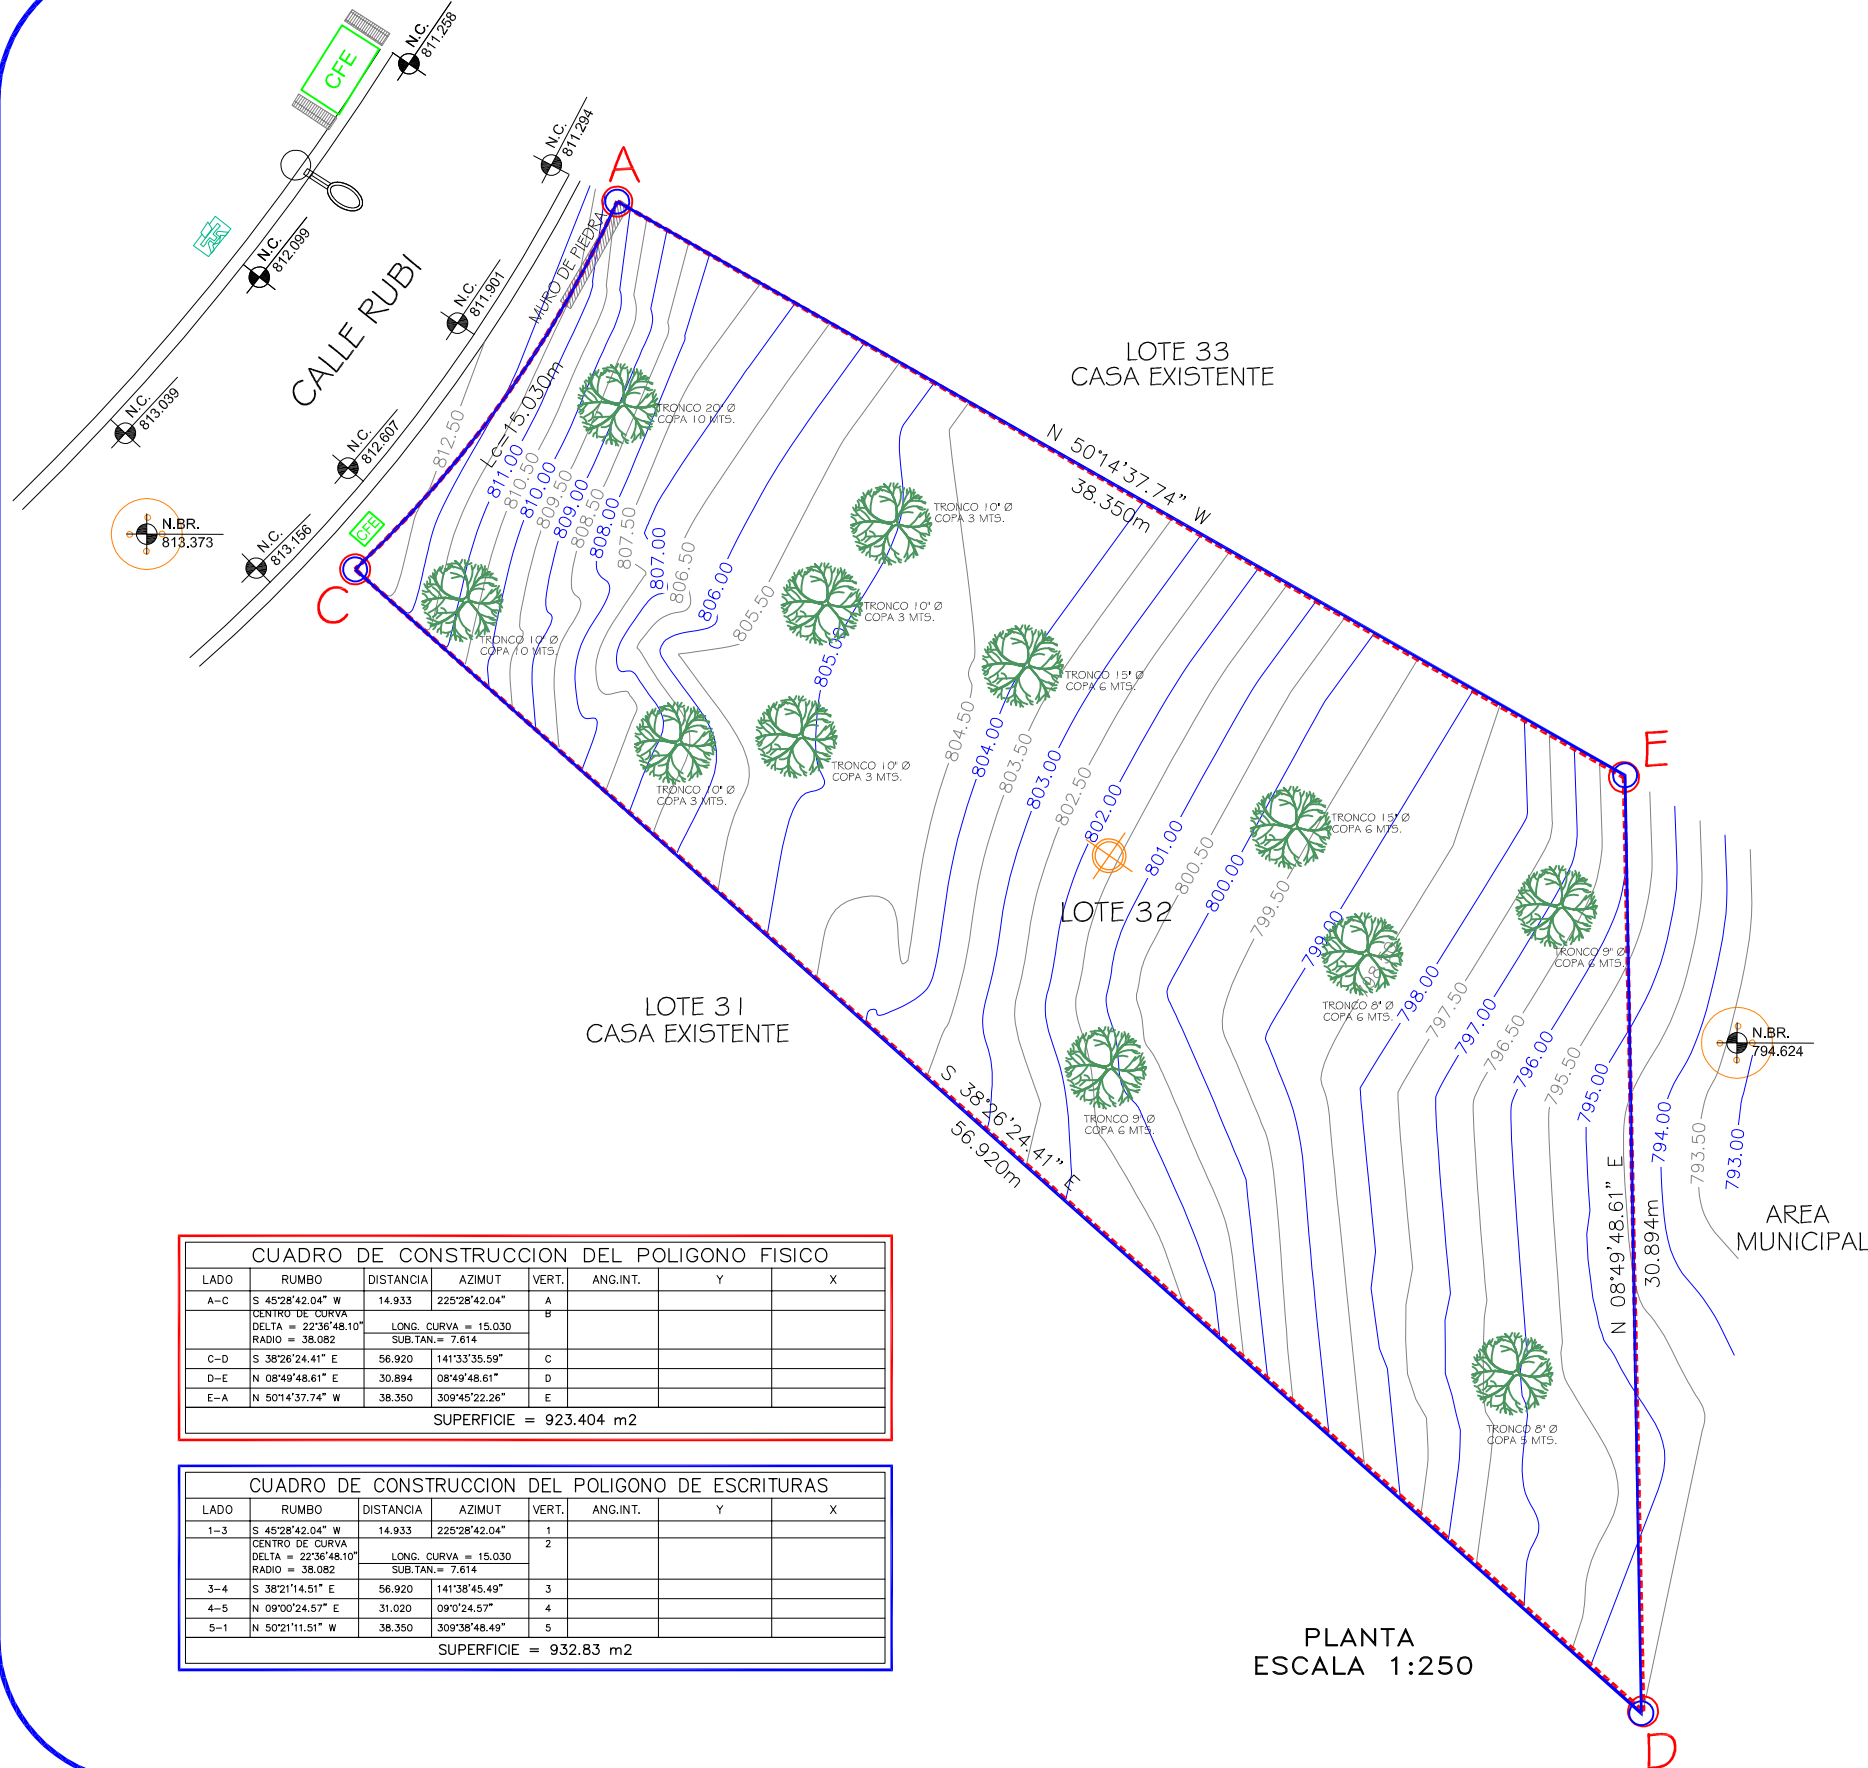 CFE
N.C.
811.258
N.C.
811.294
A
N.C.
812.099
MURO DE PIEDRA
N.C.
811.901
CALLE RUBI
LOTE 33
CASA EXISTENTE
N.C.
813.039
N.C.
812.607
812.50
Lc=15.030m
TRONCO 20" Ø
COPA 10 MTS.
N 50°14'37.74" W
38.350m
811.00
810.50
810.00
809.50
809.00
808.50
808.00
807.50
807.00
806.50
806.00
805.50
805.00
TRONCO 10" Ø
COPA 3 MTS.
N.BR.
813.373
N.C.
813.156
CFE
C
TRONCO 10" Ø
COPA 3 MTS.
TRONCO 10" Ø
COPA 10 MTS.
TRONCO 15" Ø
COPA 6 MTS.
804.50
804.00
803.50
803.00
802.50
802.00
801.00
800.50
800.00
799.50
799.00
798.00
797.50
797.00
796.50
796.00
795.50
795.00
794.00
793.50
793.00
E
TRONCO 10" Ø
COPA 3 MTS.
TRONCO 10" Ø
COPA 3 MTS.
TRONCO 15" Ø
COPA 6 MTS.
LOTE 32
TRONCO 9" Ø
COPA 6 MTS.
LOTE 31
CASA EXISTENTE
TRONCO 8" Ø
COPA 6 MTS.
N.BR.
794.624
S 38°26'24.41" E
56.920m
TRONCO 9" Ø
COPA 6 MTS.
N 08°49'48.61" E
30.894m
AREA
MUNICIPAL
TRONCO 8" Ø
COPA 5 MTS.
CUADRO DE CONSTRUCCION DEL POLIGONO FISICO
LADO RUMBO DISTANCIA AZIMUT VERT. ANG.INT. Y X
A-C S 45°28'42.04" W 14.933 225°28'42.04" A
CENTRO DE CURVA B
DELTA = 22°36'48.10" LONG. CURVA = 15.030
RADIO = 38.082 SUB.TAN.= 7.614
C-D S 38°26'24.41" E 56.920 141°33'35.59" C
D-E N 08°49'48.61" E 30.894 08°49'48.61" D
E-A N 50°14'37.74" W 38.350 309°45'22.26" E
SUPERFICIE = 923.404 m2
CUADRO DE CONSTRUCCION DEL POLIGONO DE ESCRITURAS
LADO RUMBO DISTANCIA AZIMUT VERT. ANG.INT. Y X
1-3 S 45°28'42.04" W 14.933 225°28'42.04" 1
CENTRO DE CURVA 2
DELTA = 22°36'48.10" LONG. CURVA = 15.030
RADIO = 38.082 SUB.TAN.= 7.614
3-4 S 38°21'14.51" E 56.920 141°38'45.49" 3
4-5 N 09°00'24.57" E 31.020 09°0'24.57" 4
5-1 N 50°21'11.51" W 38.350 309°38'48.49" 5
SUPERFICIE = 932.83 m2
PLANTA
ESCALA 1:250
D